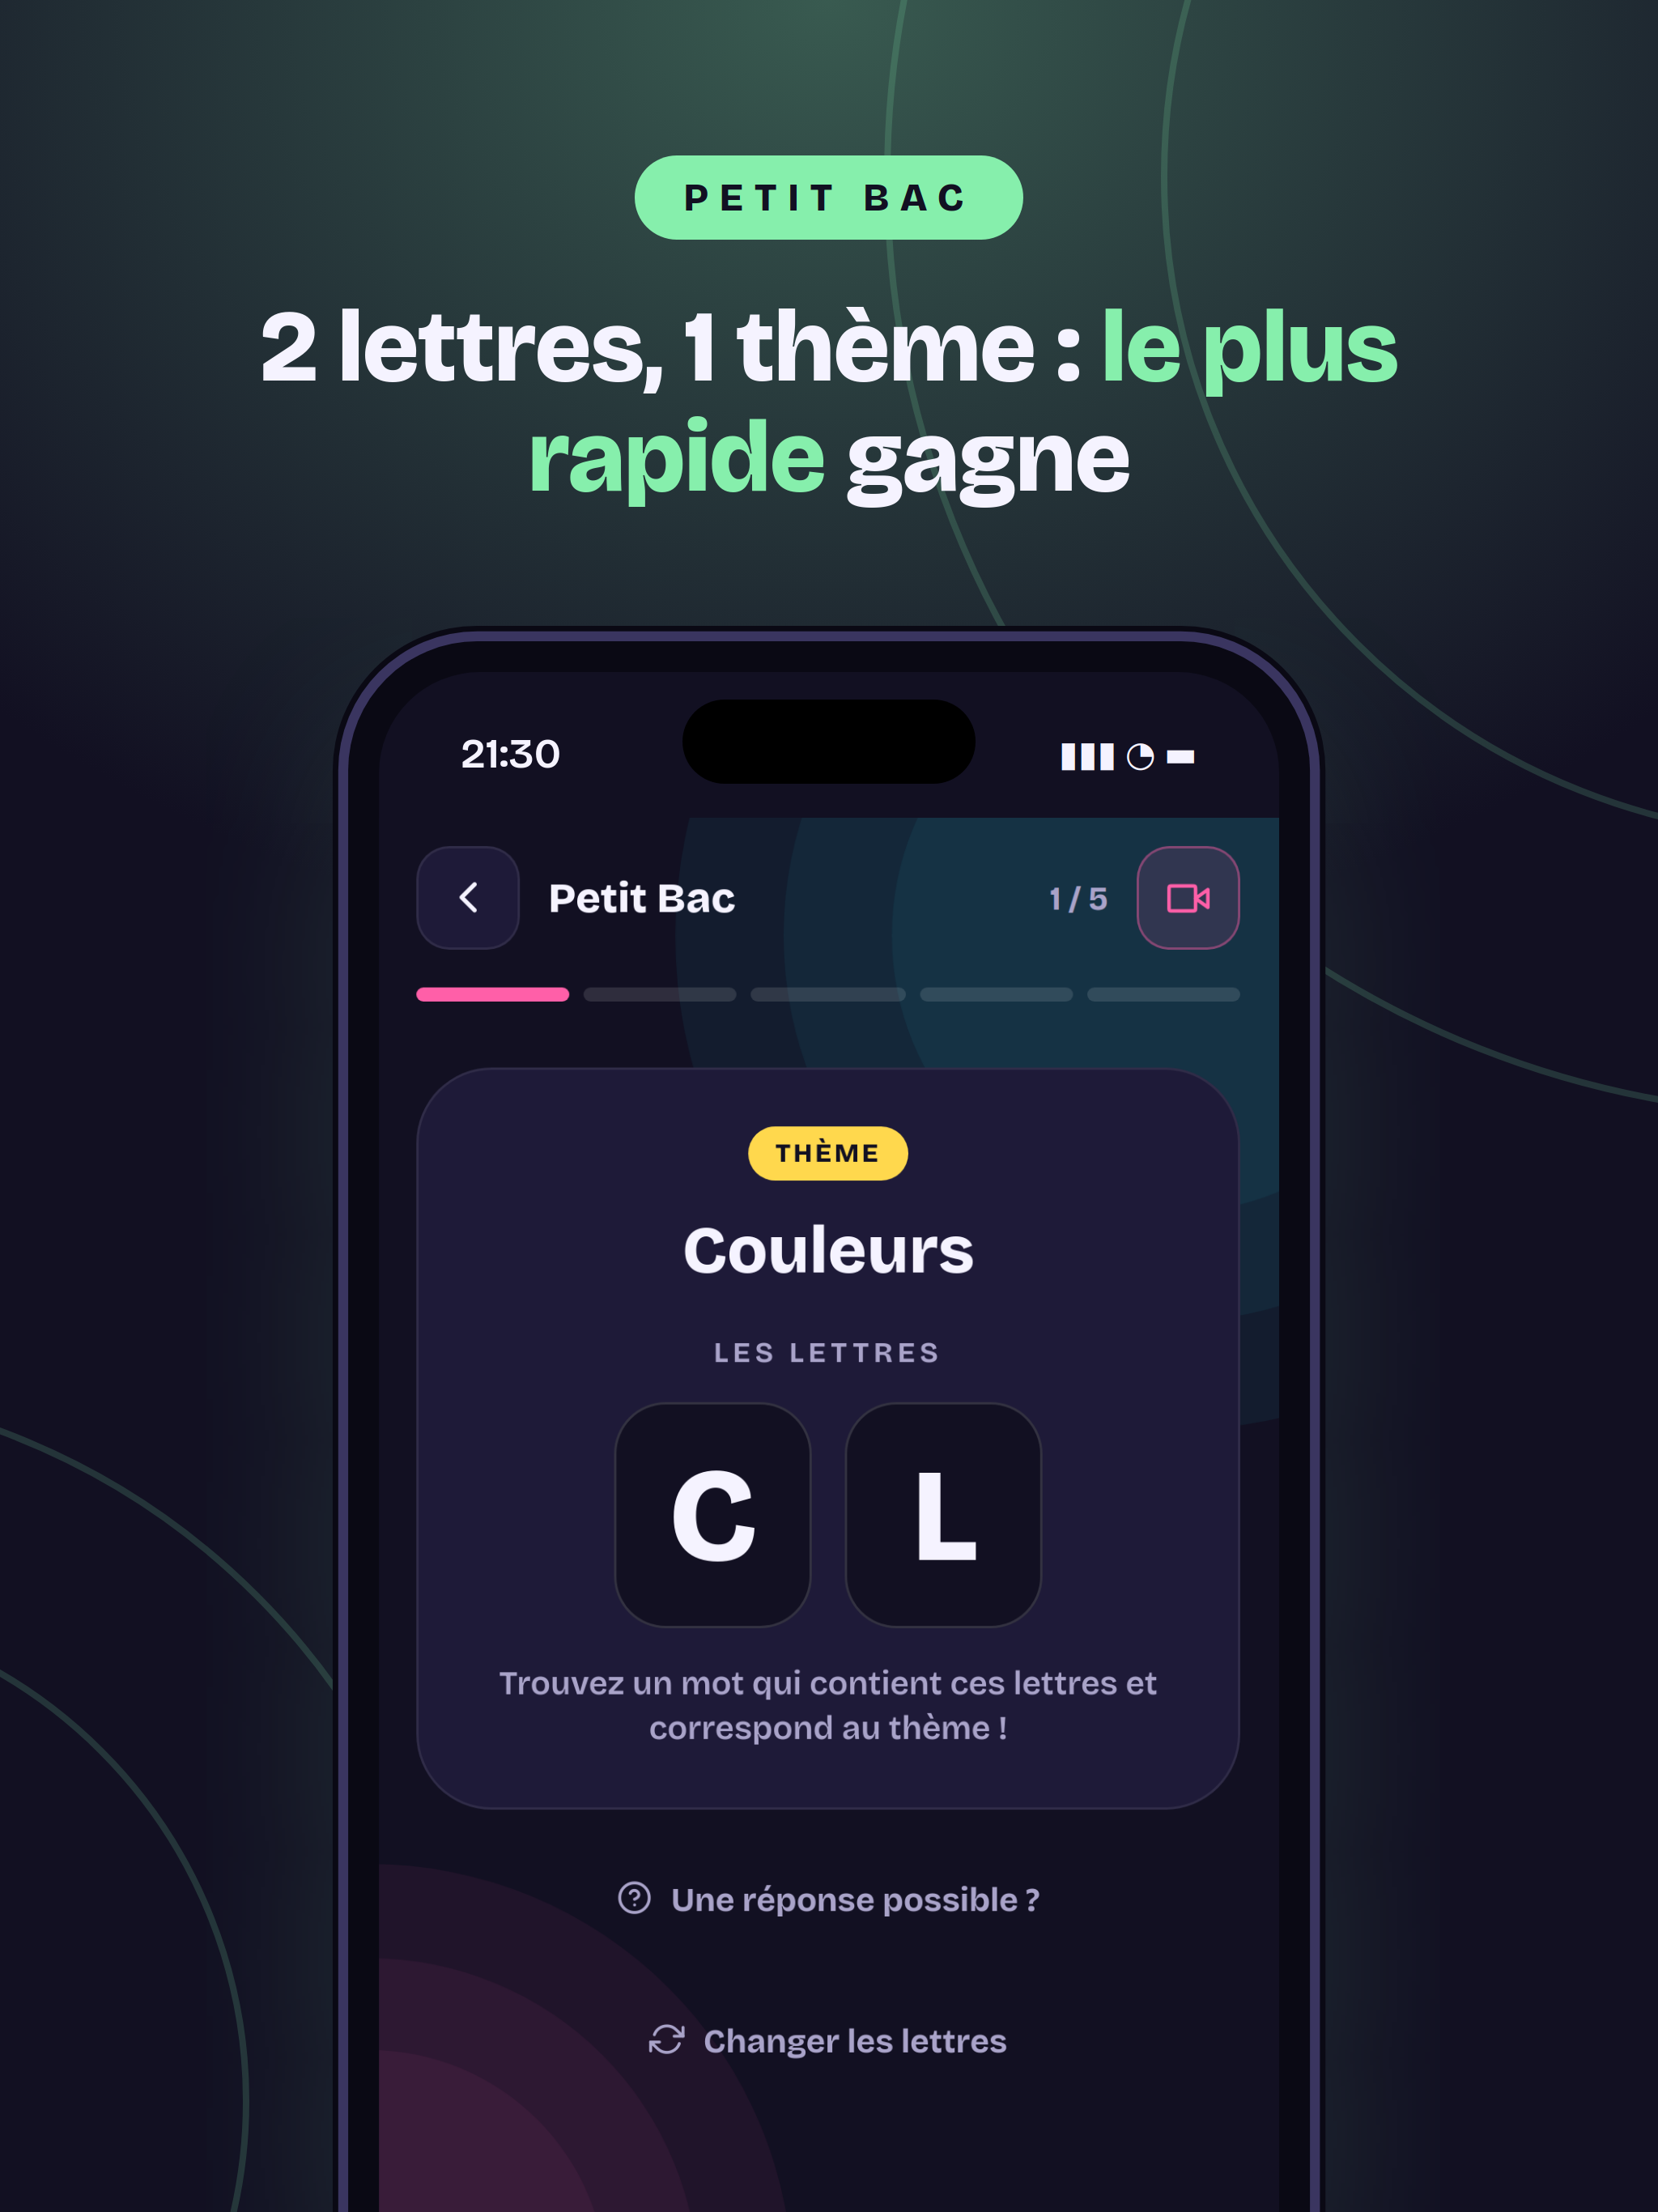 PETIT BAC
2 lettres, 1 thème : le plus
rapide gagne
21:30
Petit Bac
1 / 5
THÈME
Couleurs
LES LETTRES
C L
Trouvez un mot qui contient ces lettres et
correspond au thème !
Une réponse possible ?
Changer les lettres